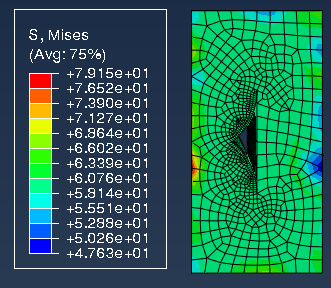 S, Mises
(Avg: 75%)
+7.915e+01
+7.652e+01
+7.390e+01
+7.127e+01
+6.864e+01
+6.602e+01
+6.339e+01
+6.076e+01
+5.814e+01
+5.551e+01
+5.288e+01
+5.026e+01
+4.763e+01